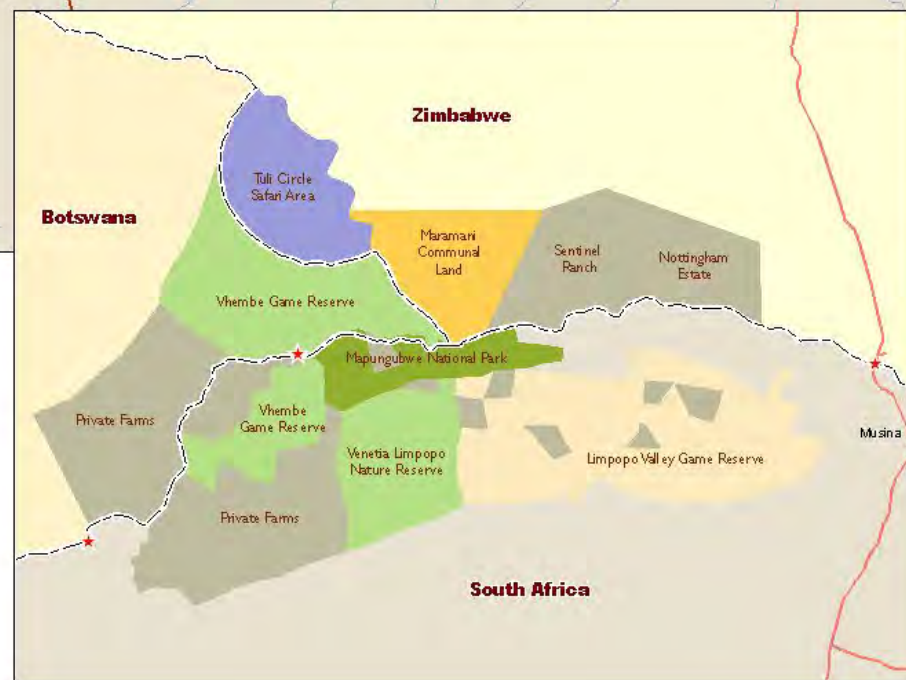 Zimbabwe
Tuli Circle
Safari Area
Botswana
Maramani
Communal
Land
Sentinel
Ranch
Nottingham
Estate
Vhembe Game Reserve
Mapungubwe National Park
Private Farms
Vhembe
Game Reserve
Musina
Venetia Limpopo
Nature Reserve
Limpopo Valley Game Reserve
Private Farms
South Africa